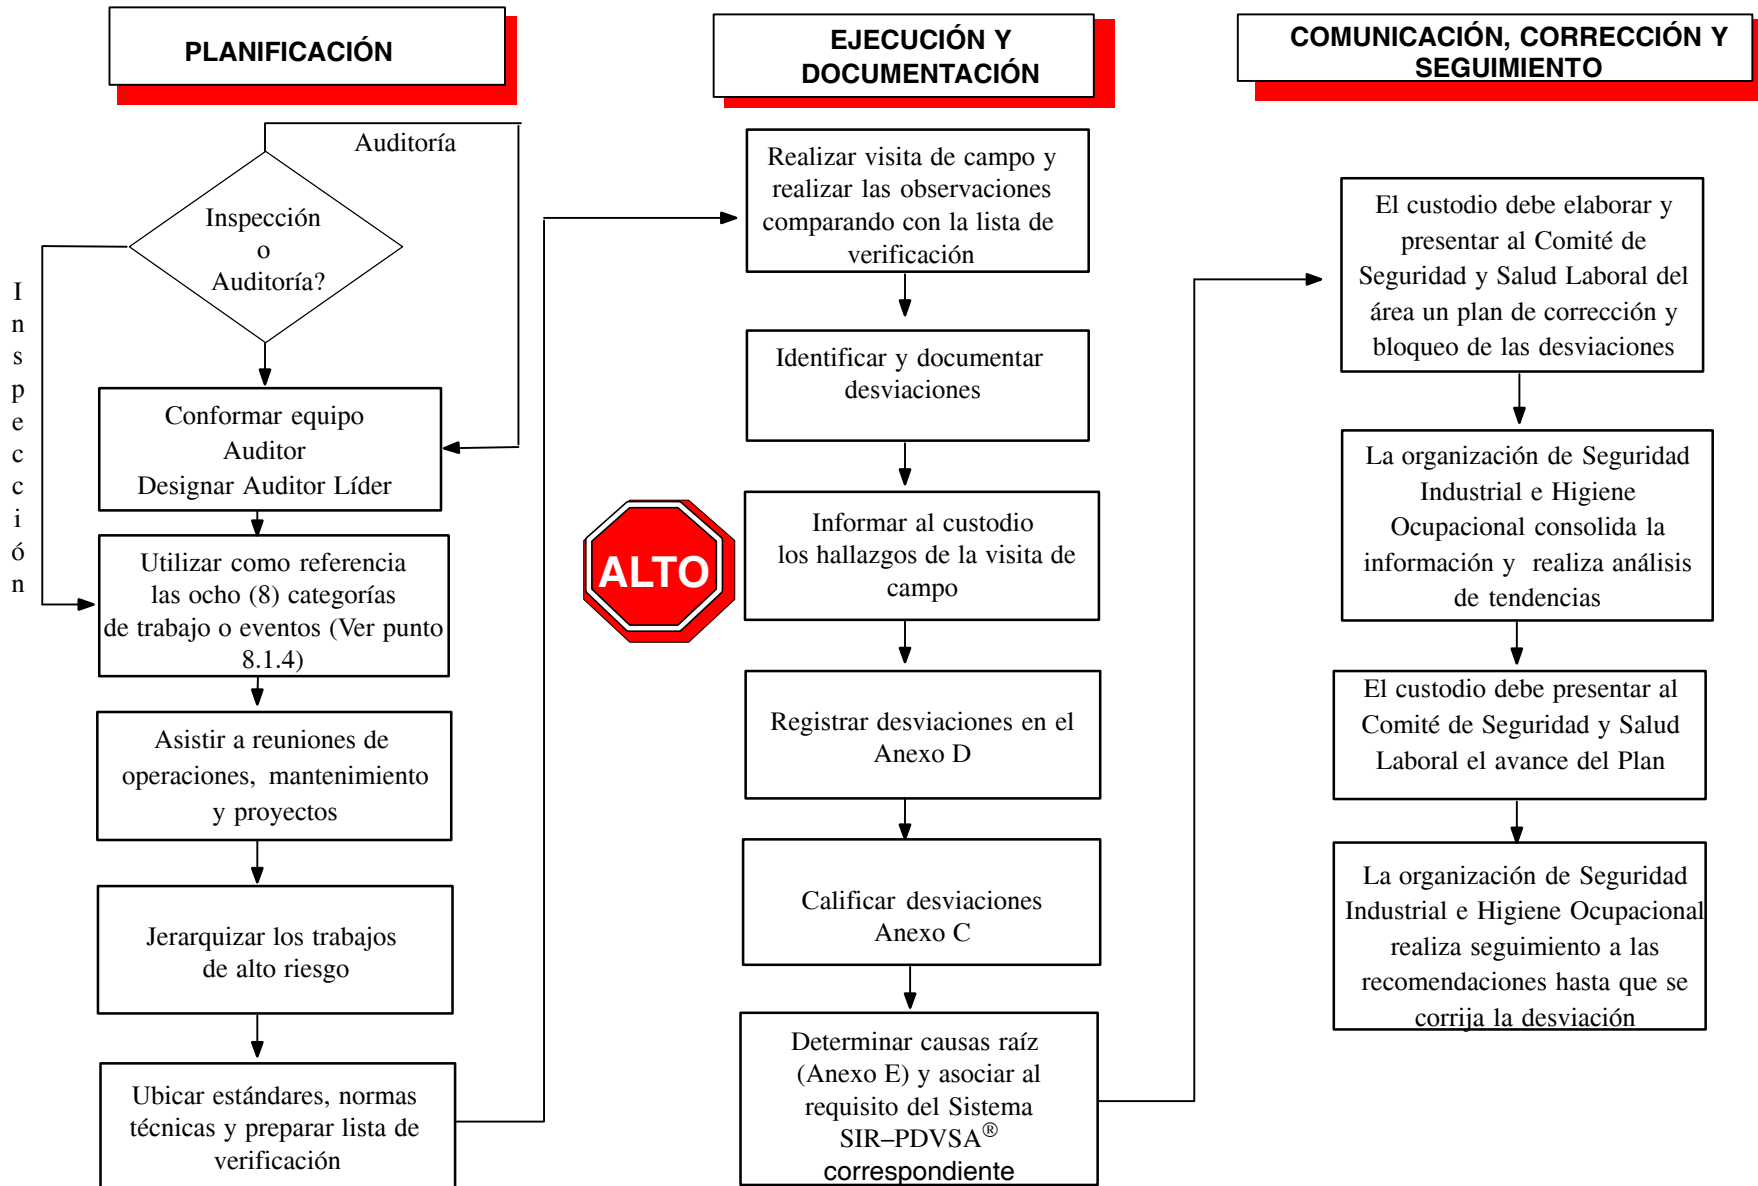 PLANIFICACIÓN
Auditoría
Inspección
o
Auditoría?
Inspección
Conformar equipo
Auditor
Designar Auditor Líder
Utilizar como referencia
las ocho (8) categorías
de trabajo o eventos (Ver punto
8.1.4)
Asistir a reuniones de
operaciones, mantenimiento
y proyectos
Jerarquizar los trabajos
de alto riesgo
Ubicar estándares, normas
técnicas y preparar lista de
verificación
EJECUCIÓN Y
DOCUMENTACIÓN
Realizar visita de campo y
realizar las observaciones
comparando con la lista de
verificación
Identificar y documentar
desviaciones
ALTO
Informar al custodio
los hallazgos de la visita de
campo
Registrar desviaciones en el
Anexo D
Calificar desviaciones
Anexo C
Determinar causas raíz
(Anexo E) y asociar al
requisito del Sistema
SIR–PDVSA®
correspondiente
COMUNICACIÓN, CORRECCIÓN Y
SEGUIMIENTO
El custodio debe elaborar y
presentar al Comité de
Seguridad y Salud Laboral del
área un plan de corrección y
bloqueo de las desviaciones
La organización de Seguridad
Industrial e Higiene
Ocupacional consolida la
información y realiza análisis
de tendencias
El custodio debe presentar al
Comité de Seguridad y Salud
Laboral el avance del Plan
La organización de Seguridad
Industrial e Higiene Ocupacional
realiza seguimiento a las
recomendaciones hasta que se
corrija la desviación